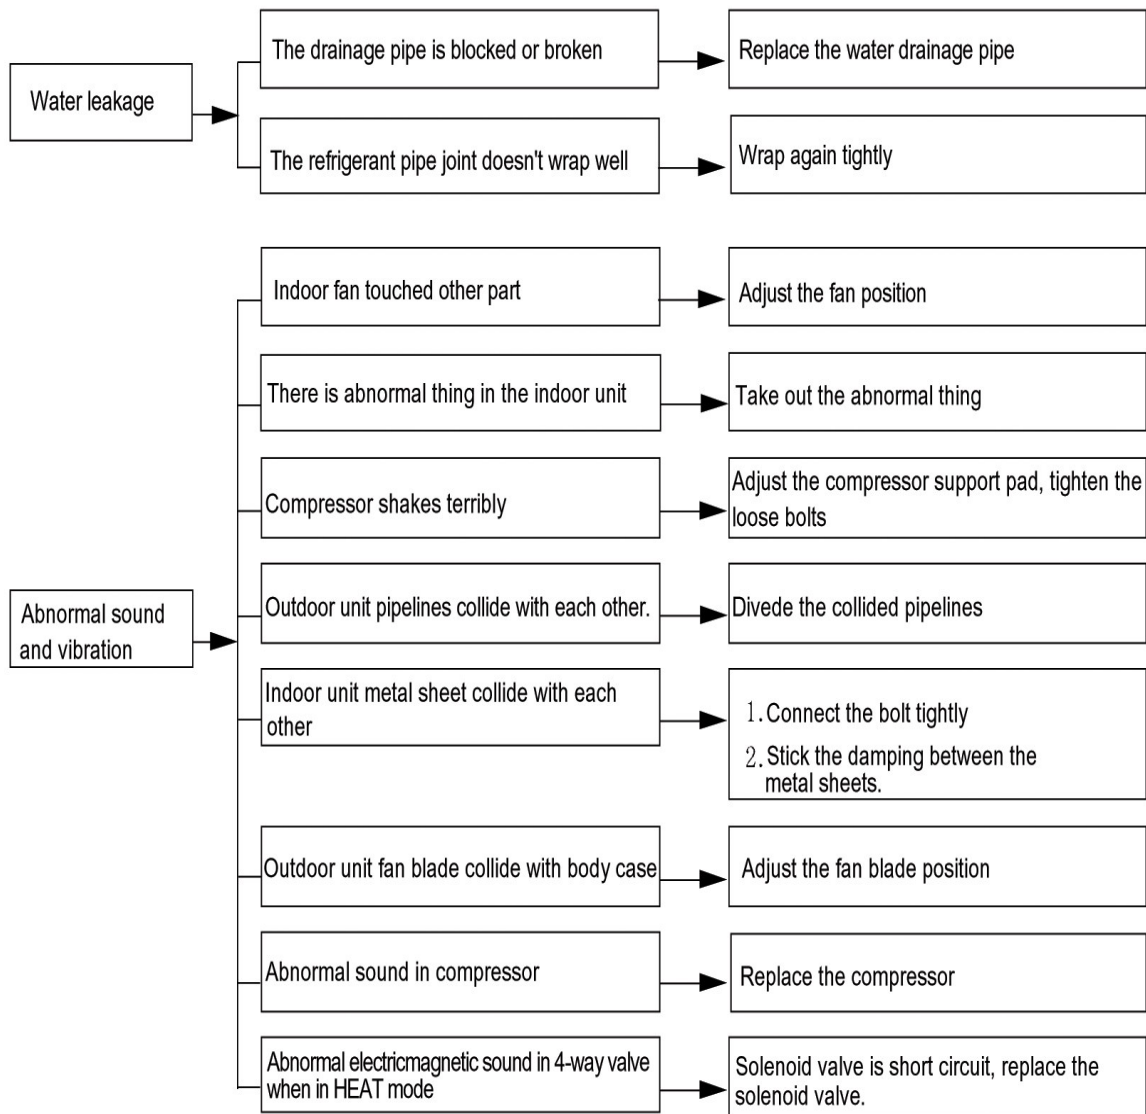 The drainage pipe is blocked or broken
Replace the water drainage pipe
Water leakage
The refrigerant pipe joint doesn't wrap well
Wrap again tightly
Indoor fan touched other part
Adjust the fan position
There is abnormal thing in the indoor unit
Take out the abnormal thing
Compressor shakes terribly
Adjust the compressor support pad, tighten the
loose bolts
Abnormal sound
and vibration
Outdoor unit pipelines collide with each other.
Divede the collided pipelines
Indoor unit metal sheet collide with each
other
1. Connect the bolt tightly
2. Stick the damping between the
metal sheets.
Outdoor unit fan blade collide with body case
Adjust the fan blade position
Abnormal sound in compressor
Replace the compressor
Abnormal electricmagnetic sound in 4-way valve
when in HEAT mode
Solenoid valve is short circuit, replace the
solenoid valve.